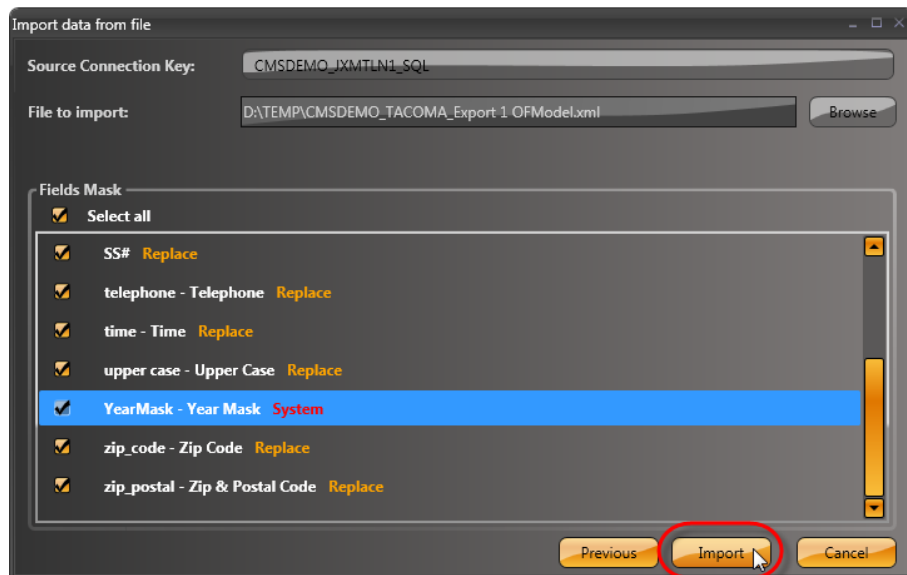 Import data from file
Source Connection Key: CMSDEMO_JXMTLN1_SQL
File to import: D:\TEMP\CMSDEMO_TACOMA_Export 1 OFModel.xml Browse
Fields Mask
Select all
SS# Replace
telephone - Telephone Replace
time - Time Replace
upper case - Upper Case Replace
YearMask - Year Mask System
zip_code - Zip Code Replace
zip_postal - Zip & Postal Code Replace
Previous Import Cancel